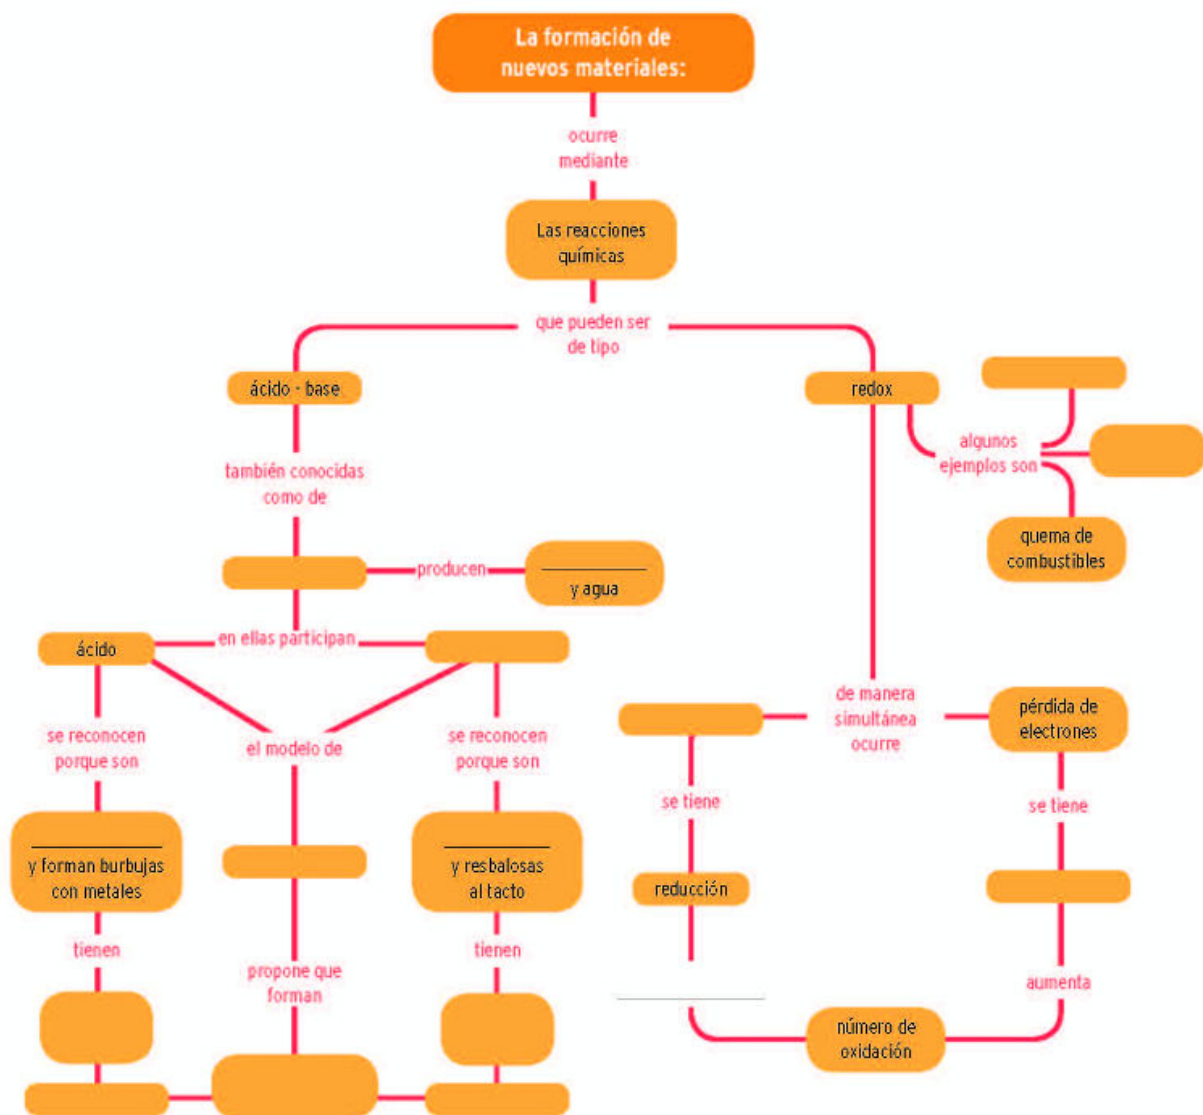 La formación de
nuevos materiales:
ocurre
mediante
Las reacciones
químicas
que pueden ser
de tipo
ácido - base
redox
algunos
ejemplos son
quema de
combustibles
también conocidas
como de
producen
y agua
en ellas participan
ácido
de manera
simultánea
ocurre
pérdida de
electrones
se reconocen
porque son
el modelo de
se reconocen
porque son
se tiene
se tiene
y forman burbujas
con metales
y resbalosas
al tacto
reducción
tienen
propone que
forman
tienen
aumenta
número de
oxidación